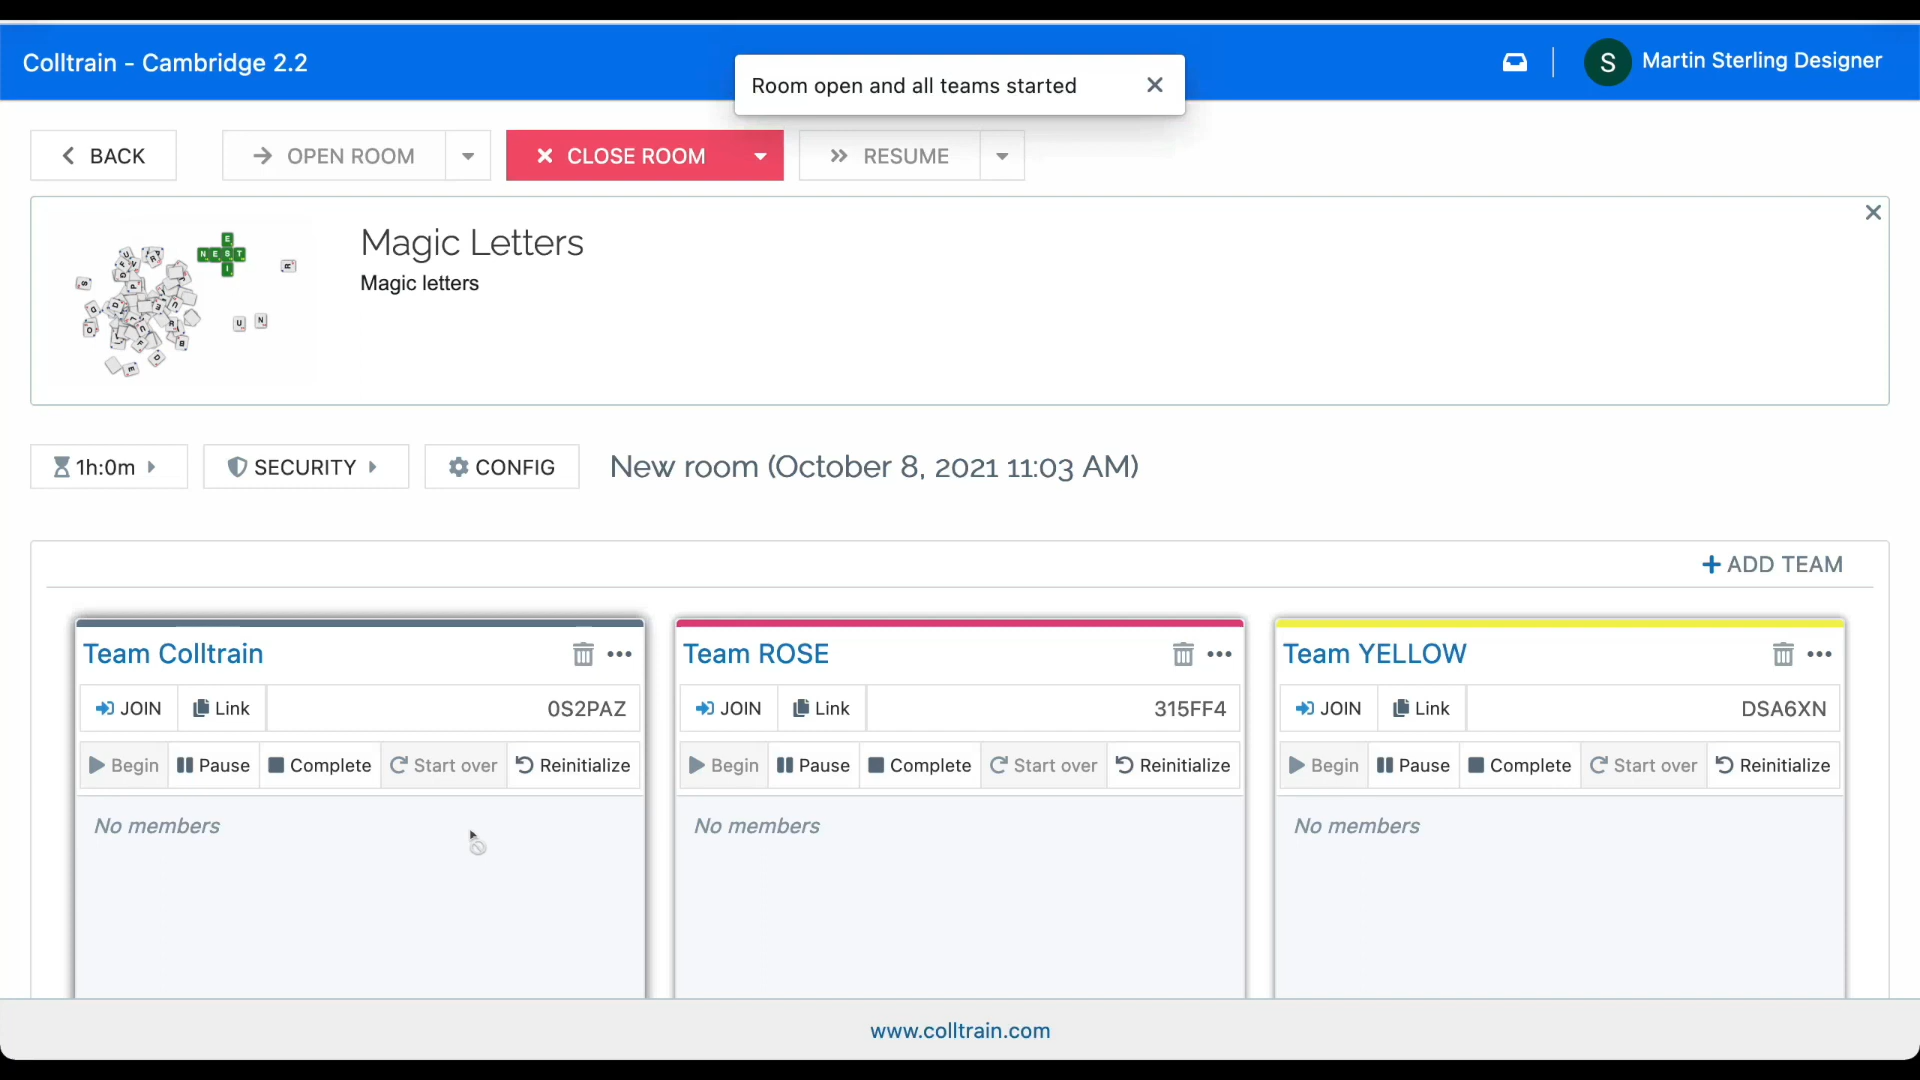 Colltrain - Cambridge 2.2
Room open and all teams started
S
Martin Sterling Designer
BACK
OPEN ROOM
CLOSE ROOM
RESUME
Magic Letters
Magic letters
E
N E S T
I
1h:0m
SECURITY
CONFIG
New room (October 8, 2021 11:03 AM)
ADD TEAM
Team Colltrain
JOIN
Link
0S2PAZ
Begin
Pause
Complete
Start over
Reinitialize
No members
Team ROSE
JOIN
Link
315FF4
Begin
Pause
Complete
Start over
Reinitialize
No members
Team YELLOW
JOIN
Link
DSA6XN
Begin
Pause
Complete
Start over
Reinitialize
No members
www.colltrain.com